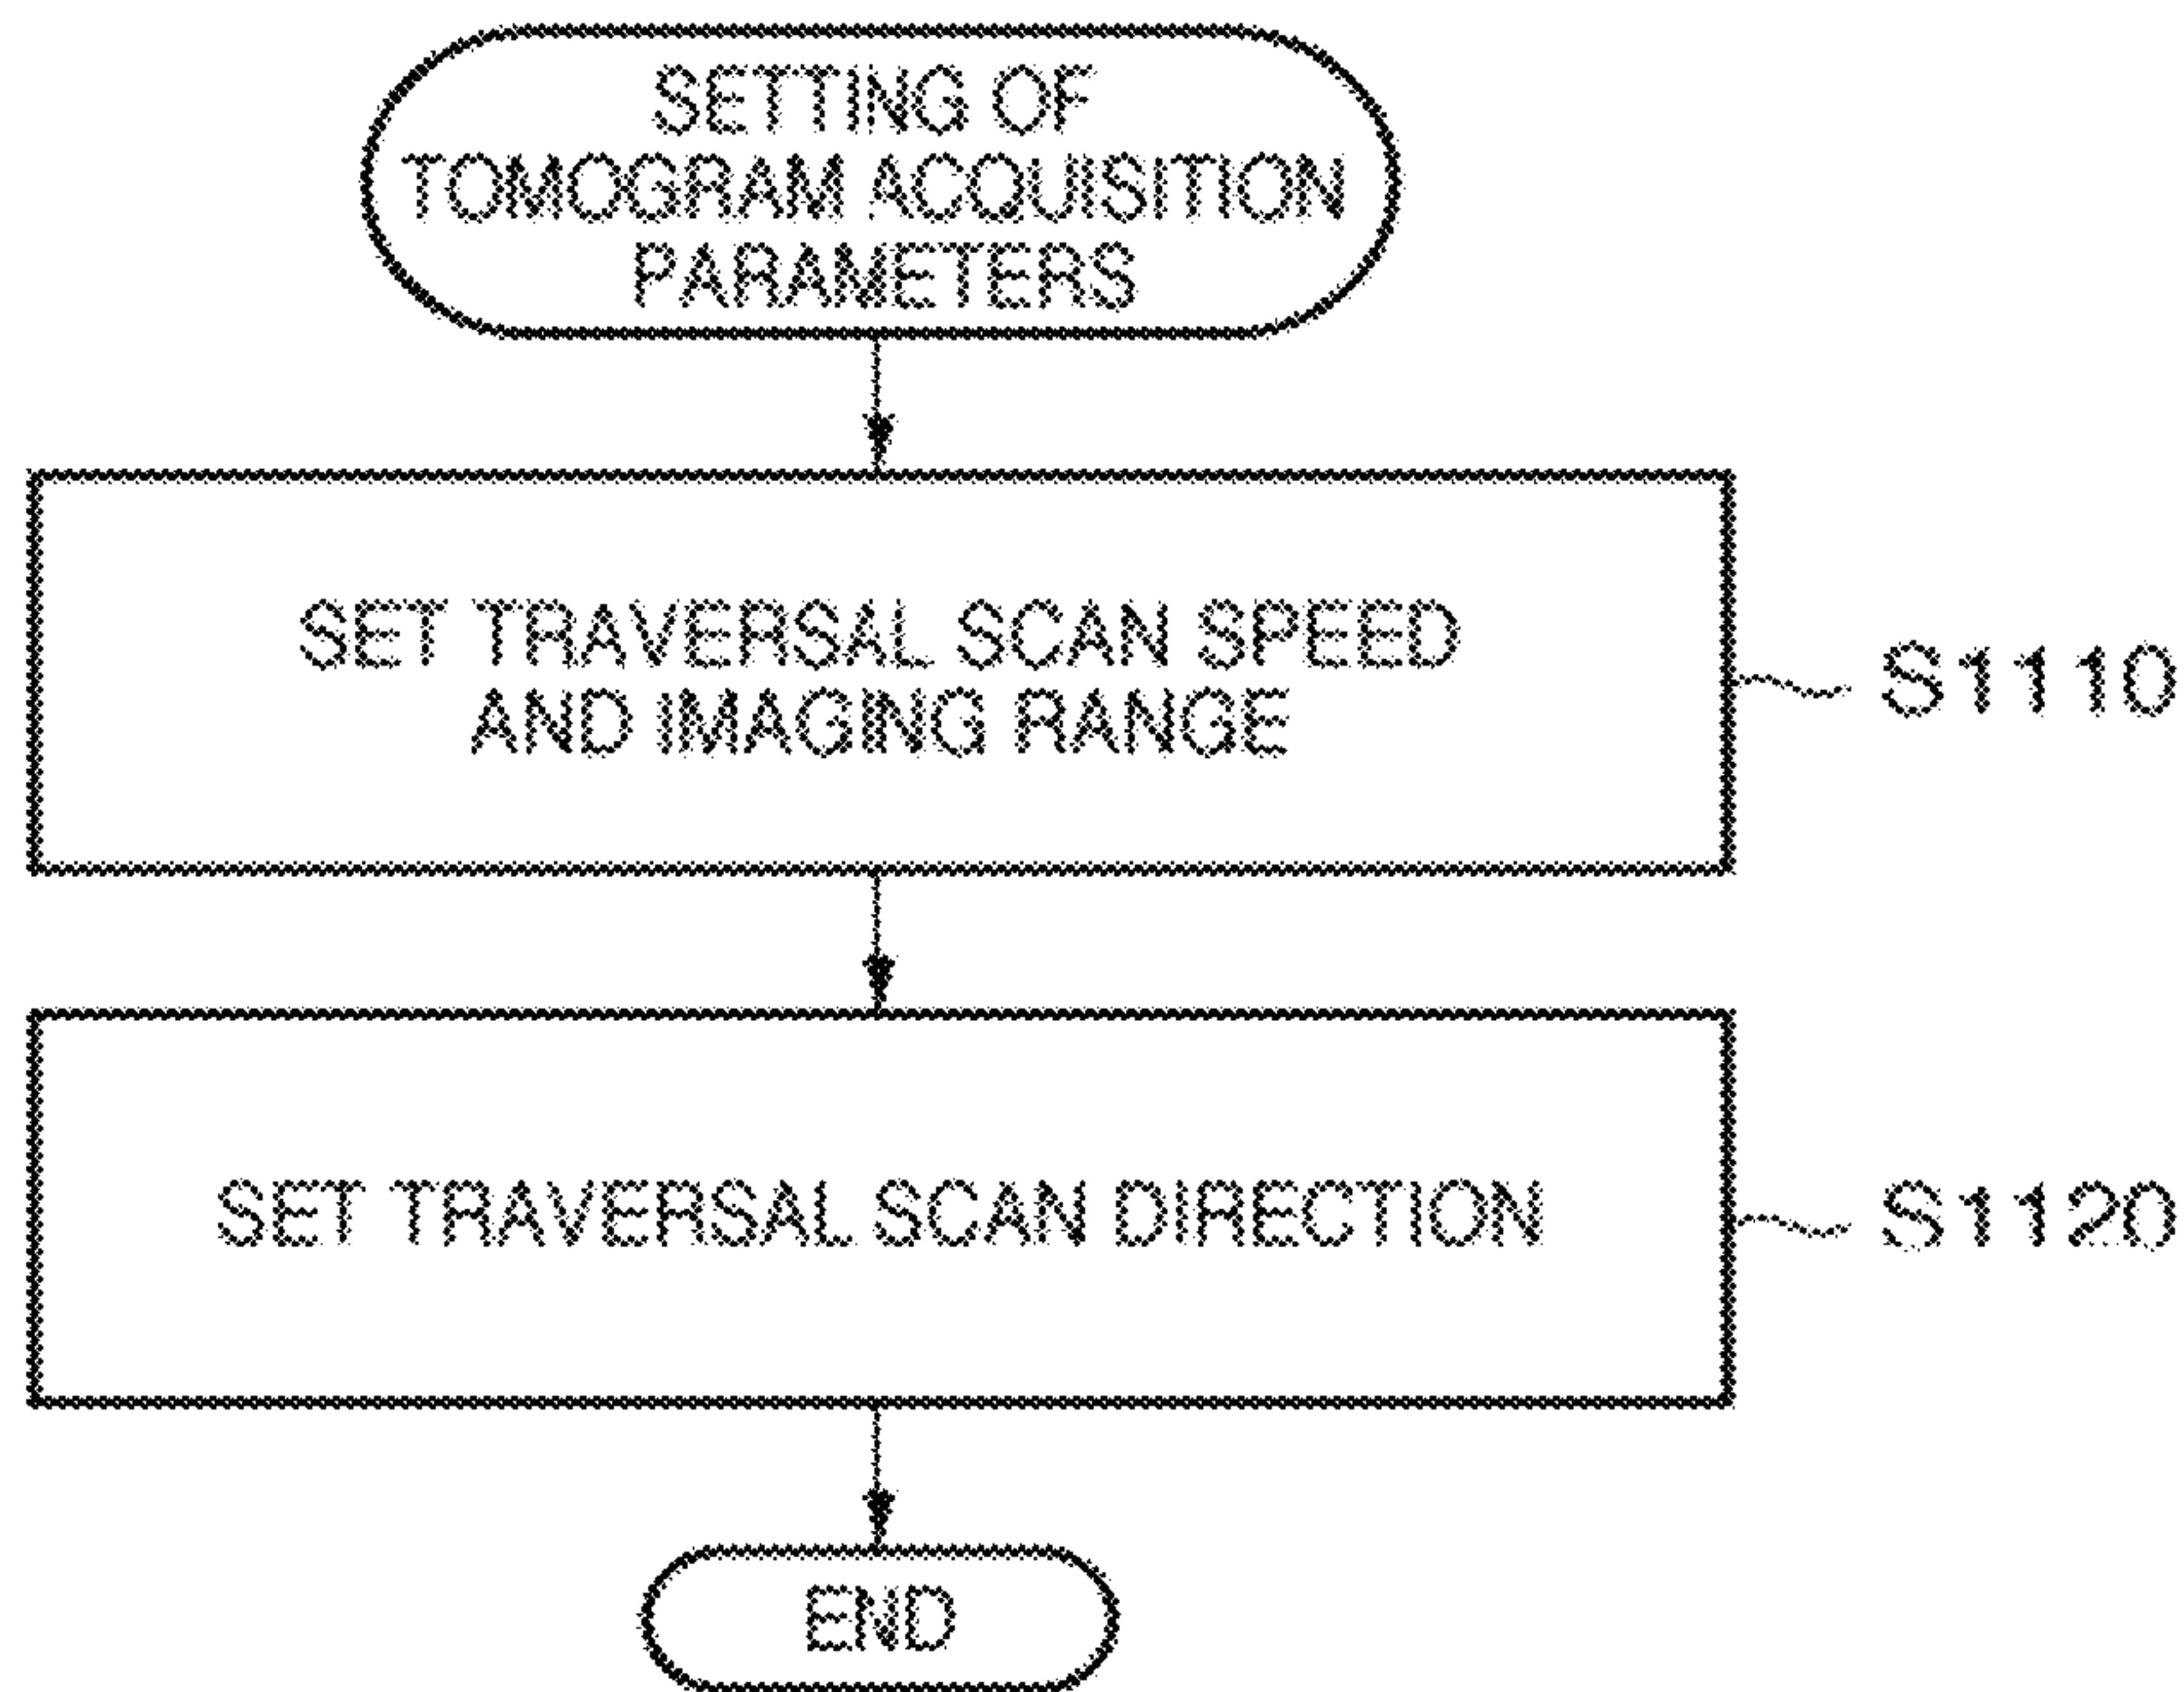 SETTING OF
TOMOGRAM ACQUISITION
PARAMETERS
SET TRAVERSAL SCAN SPEED
AND IMAGING RANGE
S1110
SET TRAVERSAL SCAN DIRECTION
S1120
END